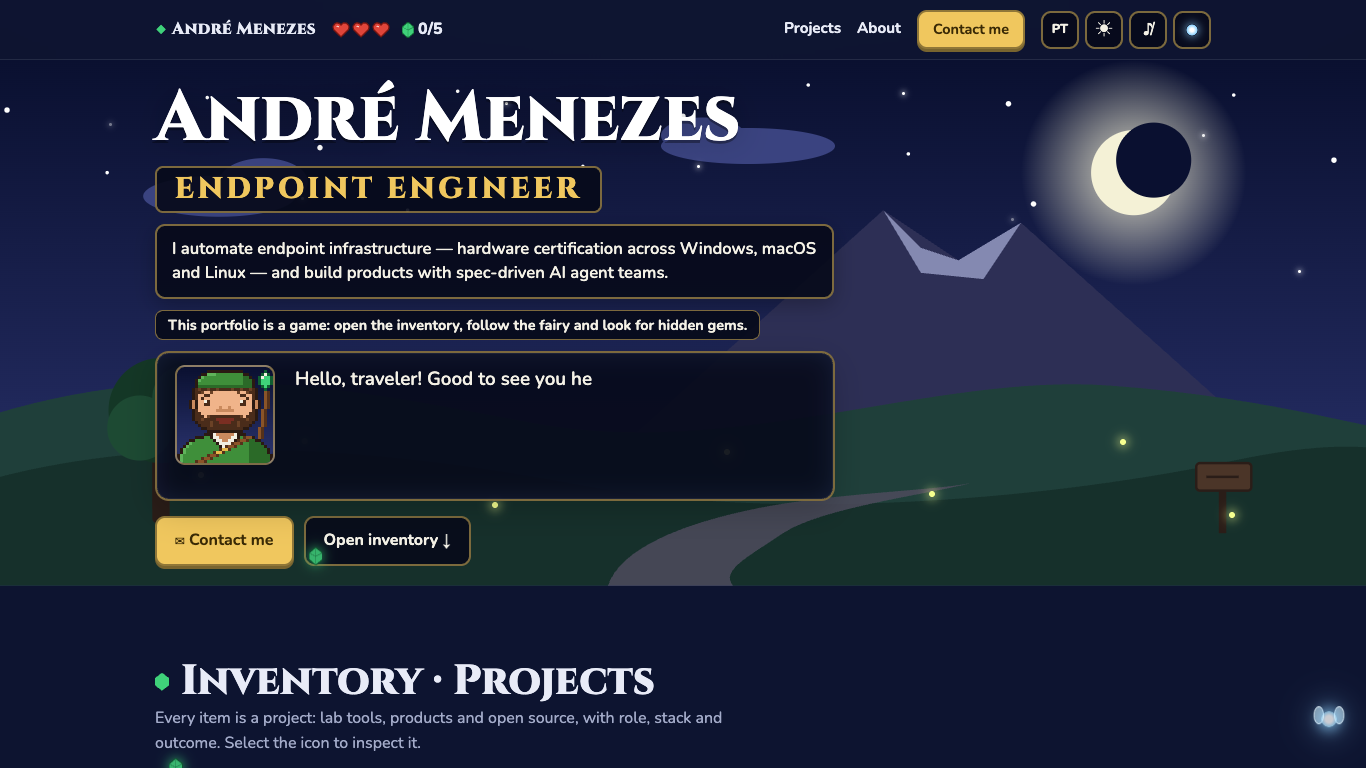 ANDRÉ MENEZES 0/5 Projects About Contact me PT
ANDRÉ MENEZES
ENDPOINT ENGINEER
I automate endpoint infrastructure — hardware certification across Windows, macOS
and Linux — and build products with spec-driven AI agent teams.
This portfolio is a game: open the inventory, follow the fairy and look for hidden gems.
Hello, traveler! Good to see you he
✉ Contact me Open inventory ↓
INVENTORY · PROJECTS
Every item is a project: lab tools, products and open source, with role, stack and
outcome. Select the icon to inspect it.